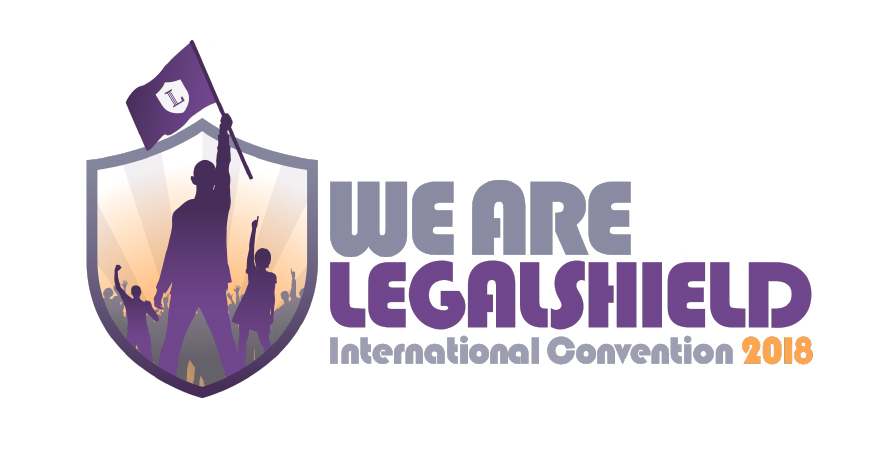 L
WE ARE
LEGALSHIELD
International Convention 2018